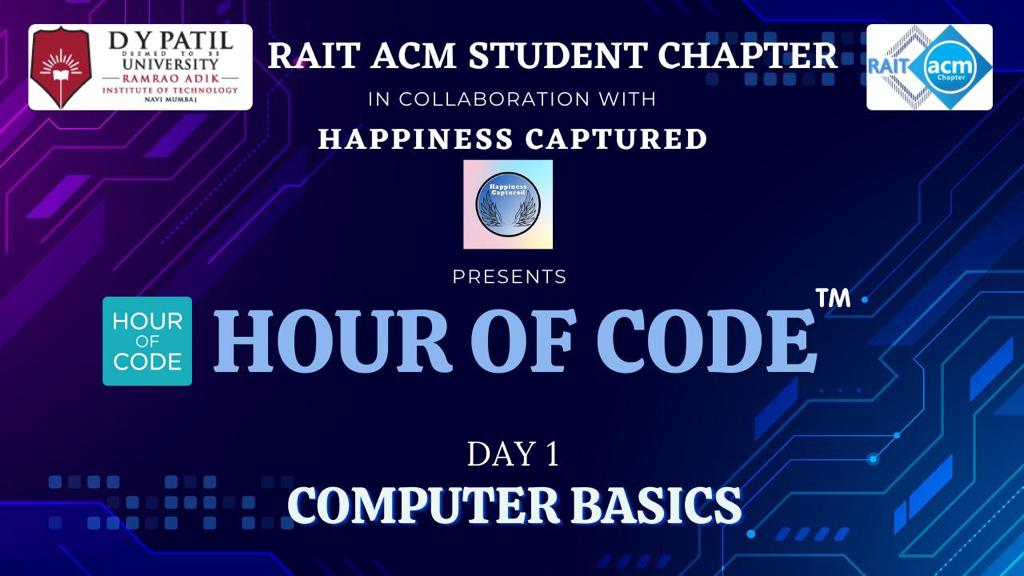 D Y PATIL
DEEMED TO BE
UNIVERSITY
RAMRAO ADIK
INSTITUTE OF TECHNOLOGY
NAVI MUMBAI
RAIT ACM STUDENT CHAPTER
RAIT acm
Chapter
IN COLLABORATION WITH
HAPPINESS CAPTURED
Happiness
Captured
PRESENTS
HOUR
OF
CODE
HOUR OF CODE™
DAY 1
COMPUTER BASICS